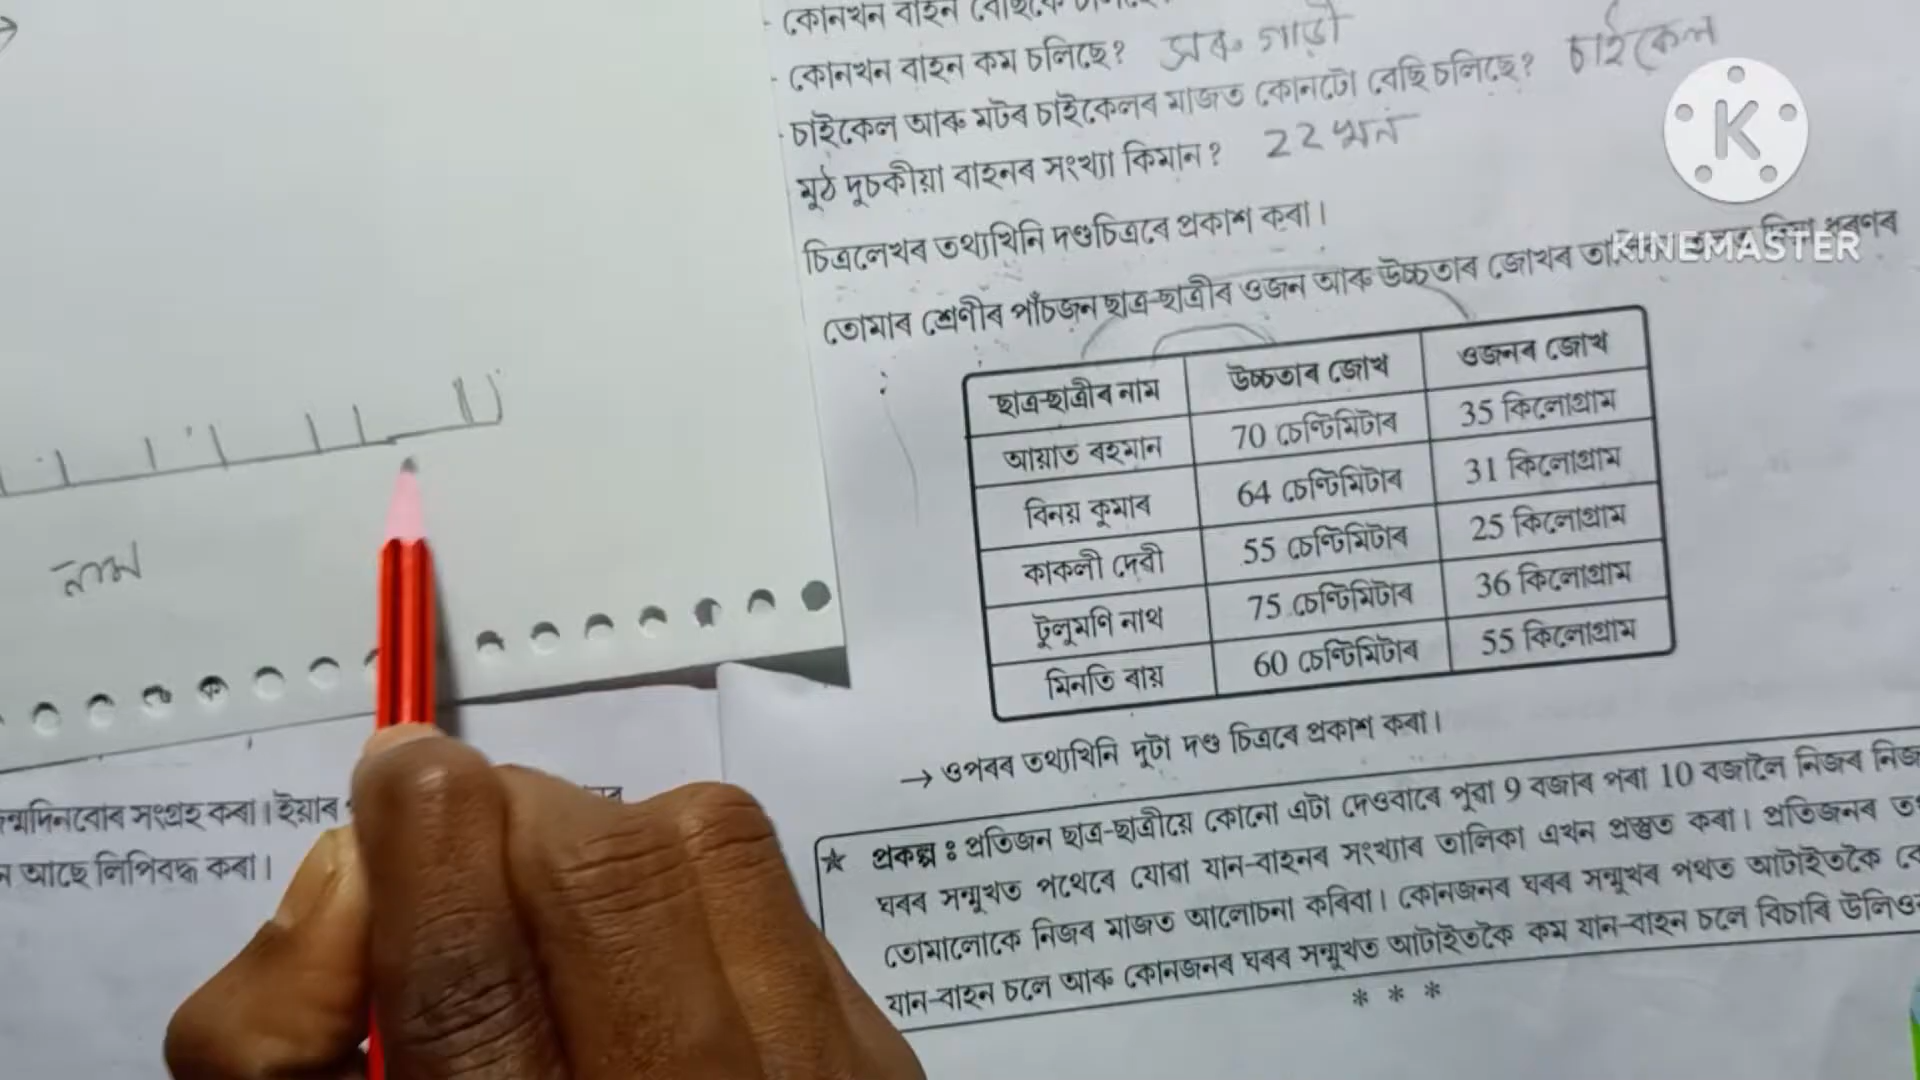 কোনখন বাহন কম চলিছে? সৰু গাড়ী
চাইকেল আৰু মটৰ চাইকেলৰ মাজত কোনটো বেছি চলিছে? চাইকেল
মুঠ দুচকীয়া বাহনৰ সংখ্যা কিমান? 22 খন
চিত্ৰলেখৰ তথ্যখিনি দণ্ডচিত্ৰৰে প্ৰকাশ কৰা।
তোমাৰ শ্ৰেণীৰ পাঁচজন ছাত্ৰ-ছাত্ৰীৰ ওজন আৰু উচ্চতাৰ জোখৰ
K
KINEMASTER
ছাত্ৰ-ছাত্ৰীৰ নাম উচ্চতাৰ জোখ ওজনৰ জোখ
আয়াত ৰহমান 70 চেণ্টিমিটাৰ 35 কিলোগ্ৰাম
বিনয় কুমাৰ 64 চেণ্টিমিটাৰ 31 কিলোগ্ৰাম
কাকলী দেৱী 55 চেণ্টিমিটাৰ 25 কিলোগ্ৰাম
টুলুমণি নাথ 75 চেণ্টিমিটাৰ 36 কিলোগ্ৰাম
মিনতি ৰায় 60 চেণ্টিমিটাৰ 55 কিলোগ্ৰাম
→ ওপৰৰ তথ্যখিনি দুটা দণ্ড চিত্ৰৰে প্ৰকাশ কৰা।
★ প্ৰকল্প ঃ প্ৰতিজন ছাত্ৰ-ছাত্ৰীয়ে কোনো এটা দেওবাৰে পুৱা 9 বজাৰ পৰা 10 বজালৈ নিজৰ
ঘৰৰ সন্মুখত পথেৰে যোৱা যান-বাহনৰ সংখ্যাৰ তালিকা এখন প্ৰস্তুত কৰা। প্ৰতিজনৰ
তোমালোকে নিজৰ মাজত আলোচনা কৰিবা। কোনজনৰ ঘৰৰ সন্মুখৰ পথত আটাইতকৈ
যান-বাহন চলে আৰু কোনজনৰ ঘৰৰ সন্মুখত আটাইতকৈ কম যান-বাহন চলে বিচাৰি
* * *
নাম
সংগ্ৰহ কৰা। ইয়াৰ
আছে লিপিবদ্ধ কৰা।